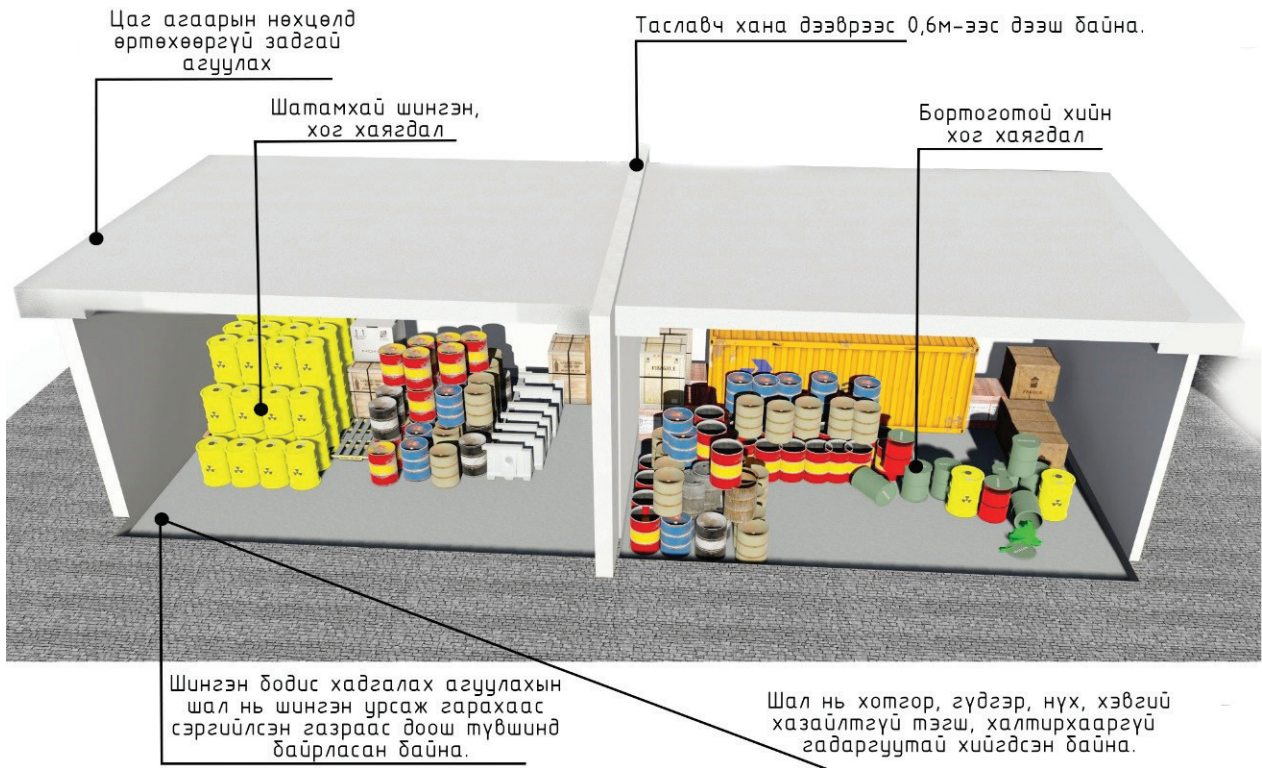 Цаг агаарын нөхцөлд
өртөхөөргүй задгай
агуулах
Таславч хана дээврээс 0,6м-ээс дээш байна.
Шатамхай шингэн,
хог хаягдал
Бортоготой хийн
хог хаягдал
Шингэн бодис хадгалах агуулахын
шал нь шингэн урсаж гарахаас
сэргийлсэн газраас доош түвшинд
байрласан байна.
Шал нь хотгор, гүдгэр, нүх, хэвгий
хазайлтгүй тэгш, халтирхааргүй
гадаргуутай хийгдсэн байна.